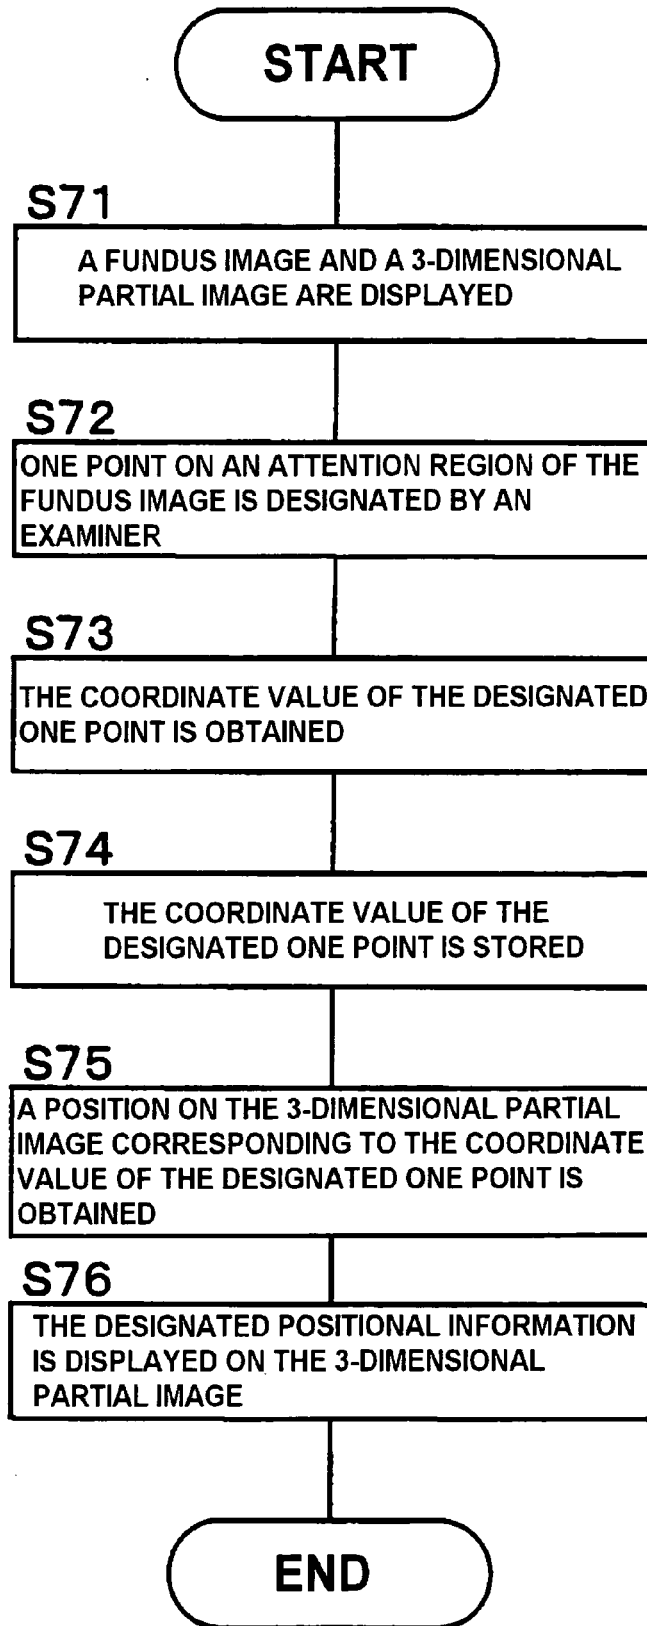 START
S71
A FUNDUS IMAGE AND A 3-DIMENSIONAL
PARTIAL IMAGE ARE DISPLAYED
S72
ONE POINT ON AN ATTENTION REGION OF THE
FUNDUS IMAGE IS DESIGNATED BY AN
EXAMINER
S73
THE COORDINATE VALUE OF THE DESIGNATED
ONE POINT IS OBTAINED
S74
THE COORDINATE VALUE OF THE
DESIGNATED ONE POINT IS STORED
S75
A POSITION ON THE 3-DIMENSIONAL PARTIAL
IMAGE CORRESPONDING TO THE COORDINATE
VALUE OF THE DESIGNATED ONE POINT IS
OBTAINED
S76
THE DESIGNATED POSITIONAL INFORMATION
IS DISPLAYED ON THE 3-DIMENSIONAL
PARTIAL IMAGE
END